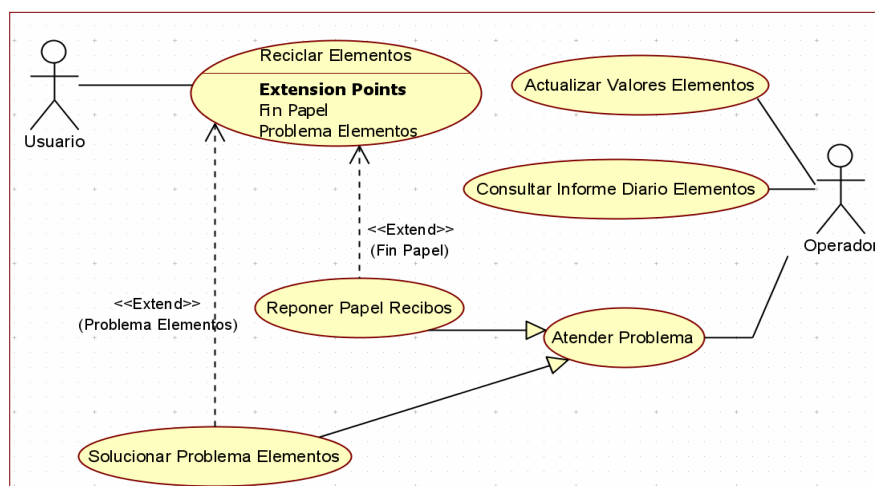 Reciclar Elementos
Extension Points
Fin Papel
Problema Elementos
Usuario
Actualizar Valores Elementos
Consultar Informe Diario Elementos
Operador
<<Extend>>
(Fin Papel)
<<Extend>>
(Problema Elementos)
Reponer Papel Recibos
Atender Problema
Solucionar Problema Elementos